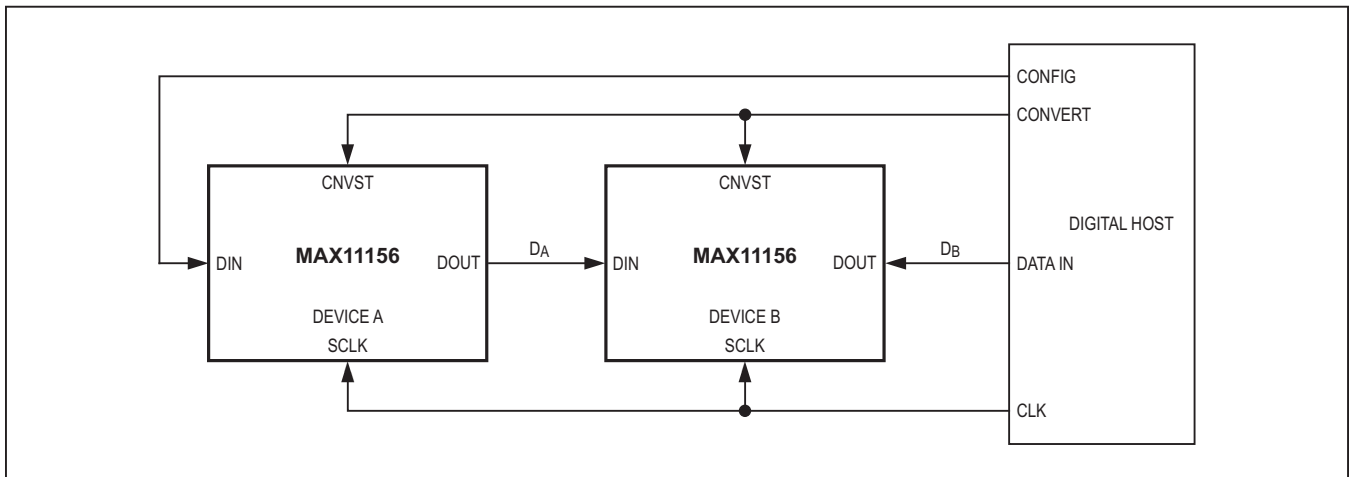 CONFIG
CONVERT
CNVST
CNVST
DIGITAL HOST
MAX11156
MAX11156
DIN
DOUT
DA
DIN
DOUT
DB
DATA IN
DEVICE A
DEVICE B
SCLK
SCLK
CLK